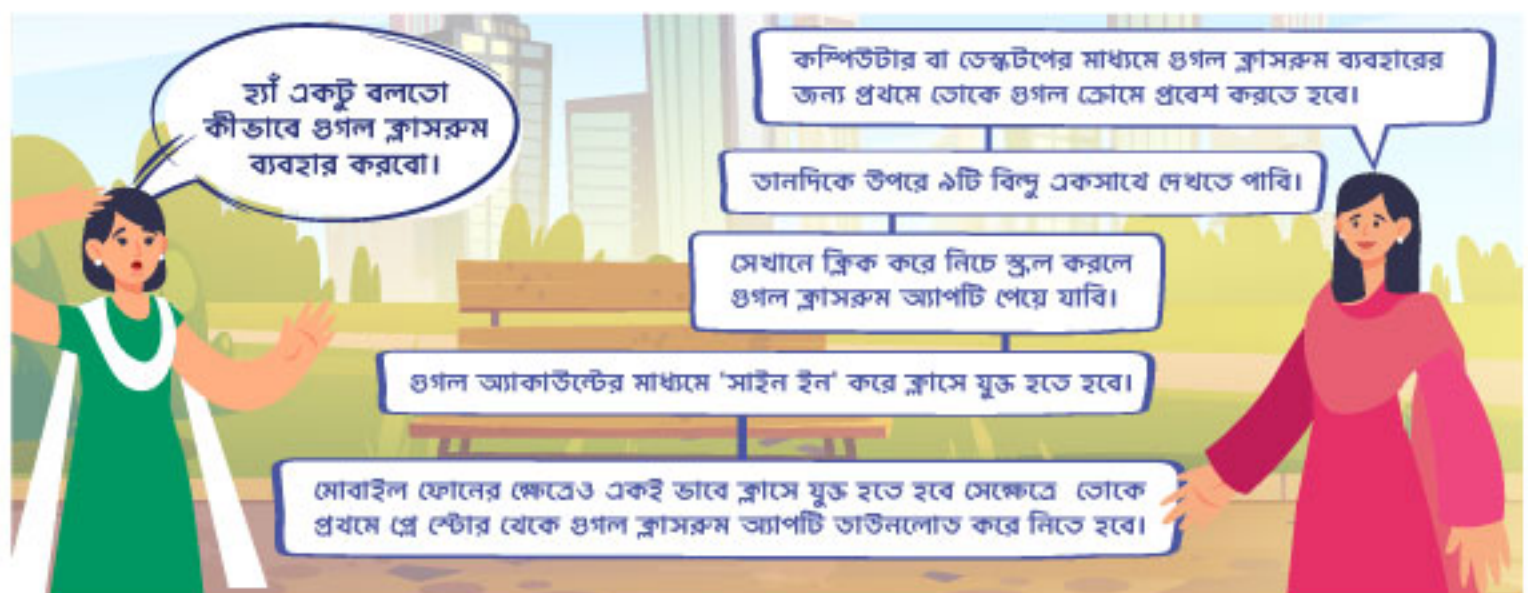 হ্যাঁ একটু বলতো
কীভাবে গুগল ক্লাসরুম
ব্যবহার করবো।
কম্পিউটার বা ডেস্কটপের মাধ্যমে গুগল ক্লাসরুম ব্যবহারের
জন্য প্রথমে তোকে গুগল ক্রোমে প্রবেশ করতে হবে।
ডানদিকে উপরে ৯টি বিন্দু একসাথে দেখতে পাবি।
সেখানে ক্লিক করে নিচে স্ক্রল করলে
গুগল ক্লাসরুম অ্যাপটি পেয়ে যাবি।
গুগল অ্যাকাউন্টের মাধ্যমে 'সাইন ইন' করে ক্লাসে যুক্ত হতে হবে।
মোবাইল ফোনের ক্ষেত্রেও একই ভাবে ক্লাসে যুক্ত হতে হবে সেক্ষেত্রে তোকে
প্রথমে প্লে স্টোর থেকে গুগল ক্লাসরুম অ্যাপটি ডাউনলোড করে নিতে হবে।